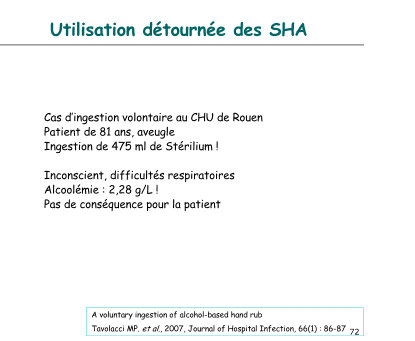 Utilisation détournée des SHA
Cas d'ingestion volontaire au CHU de Rouen
Patient de 81 ans, aveugle
Ingestion de 475 ml de Stérilium !
Inconscient, difficultés respiratoires
Alcoolémie : 2,28 g/L !
Pas de conséquence pour la patient
A voluntary ingestion of alcohol-based hand rub
Tavolacci MP. et al., 2007, Journal of Hospital Infection, 66(1) : 86-87
72